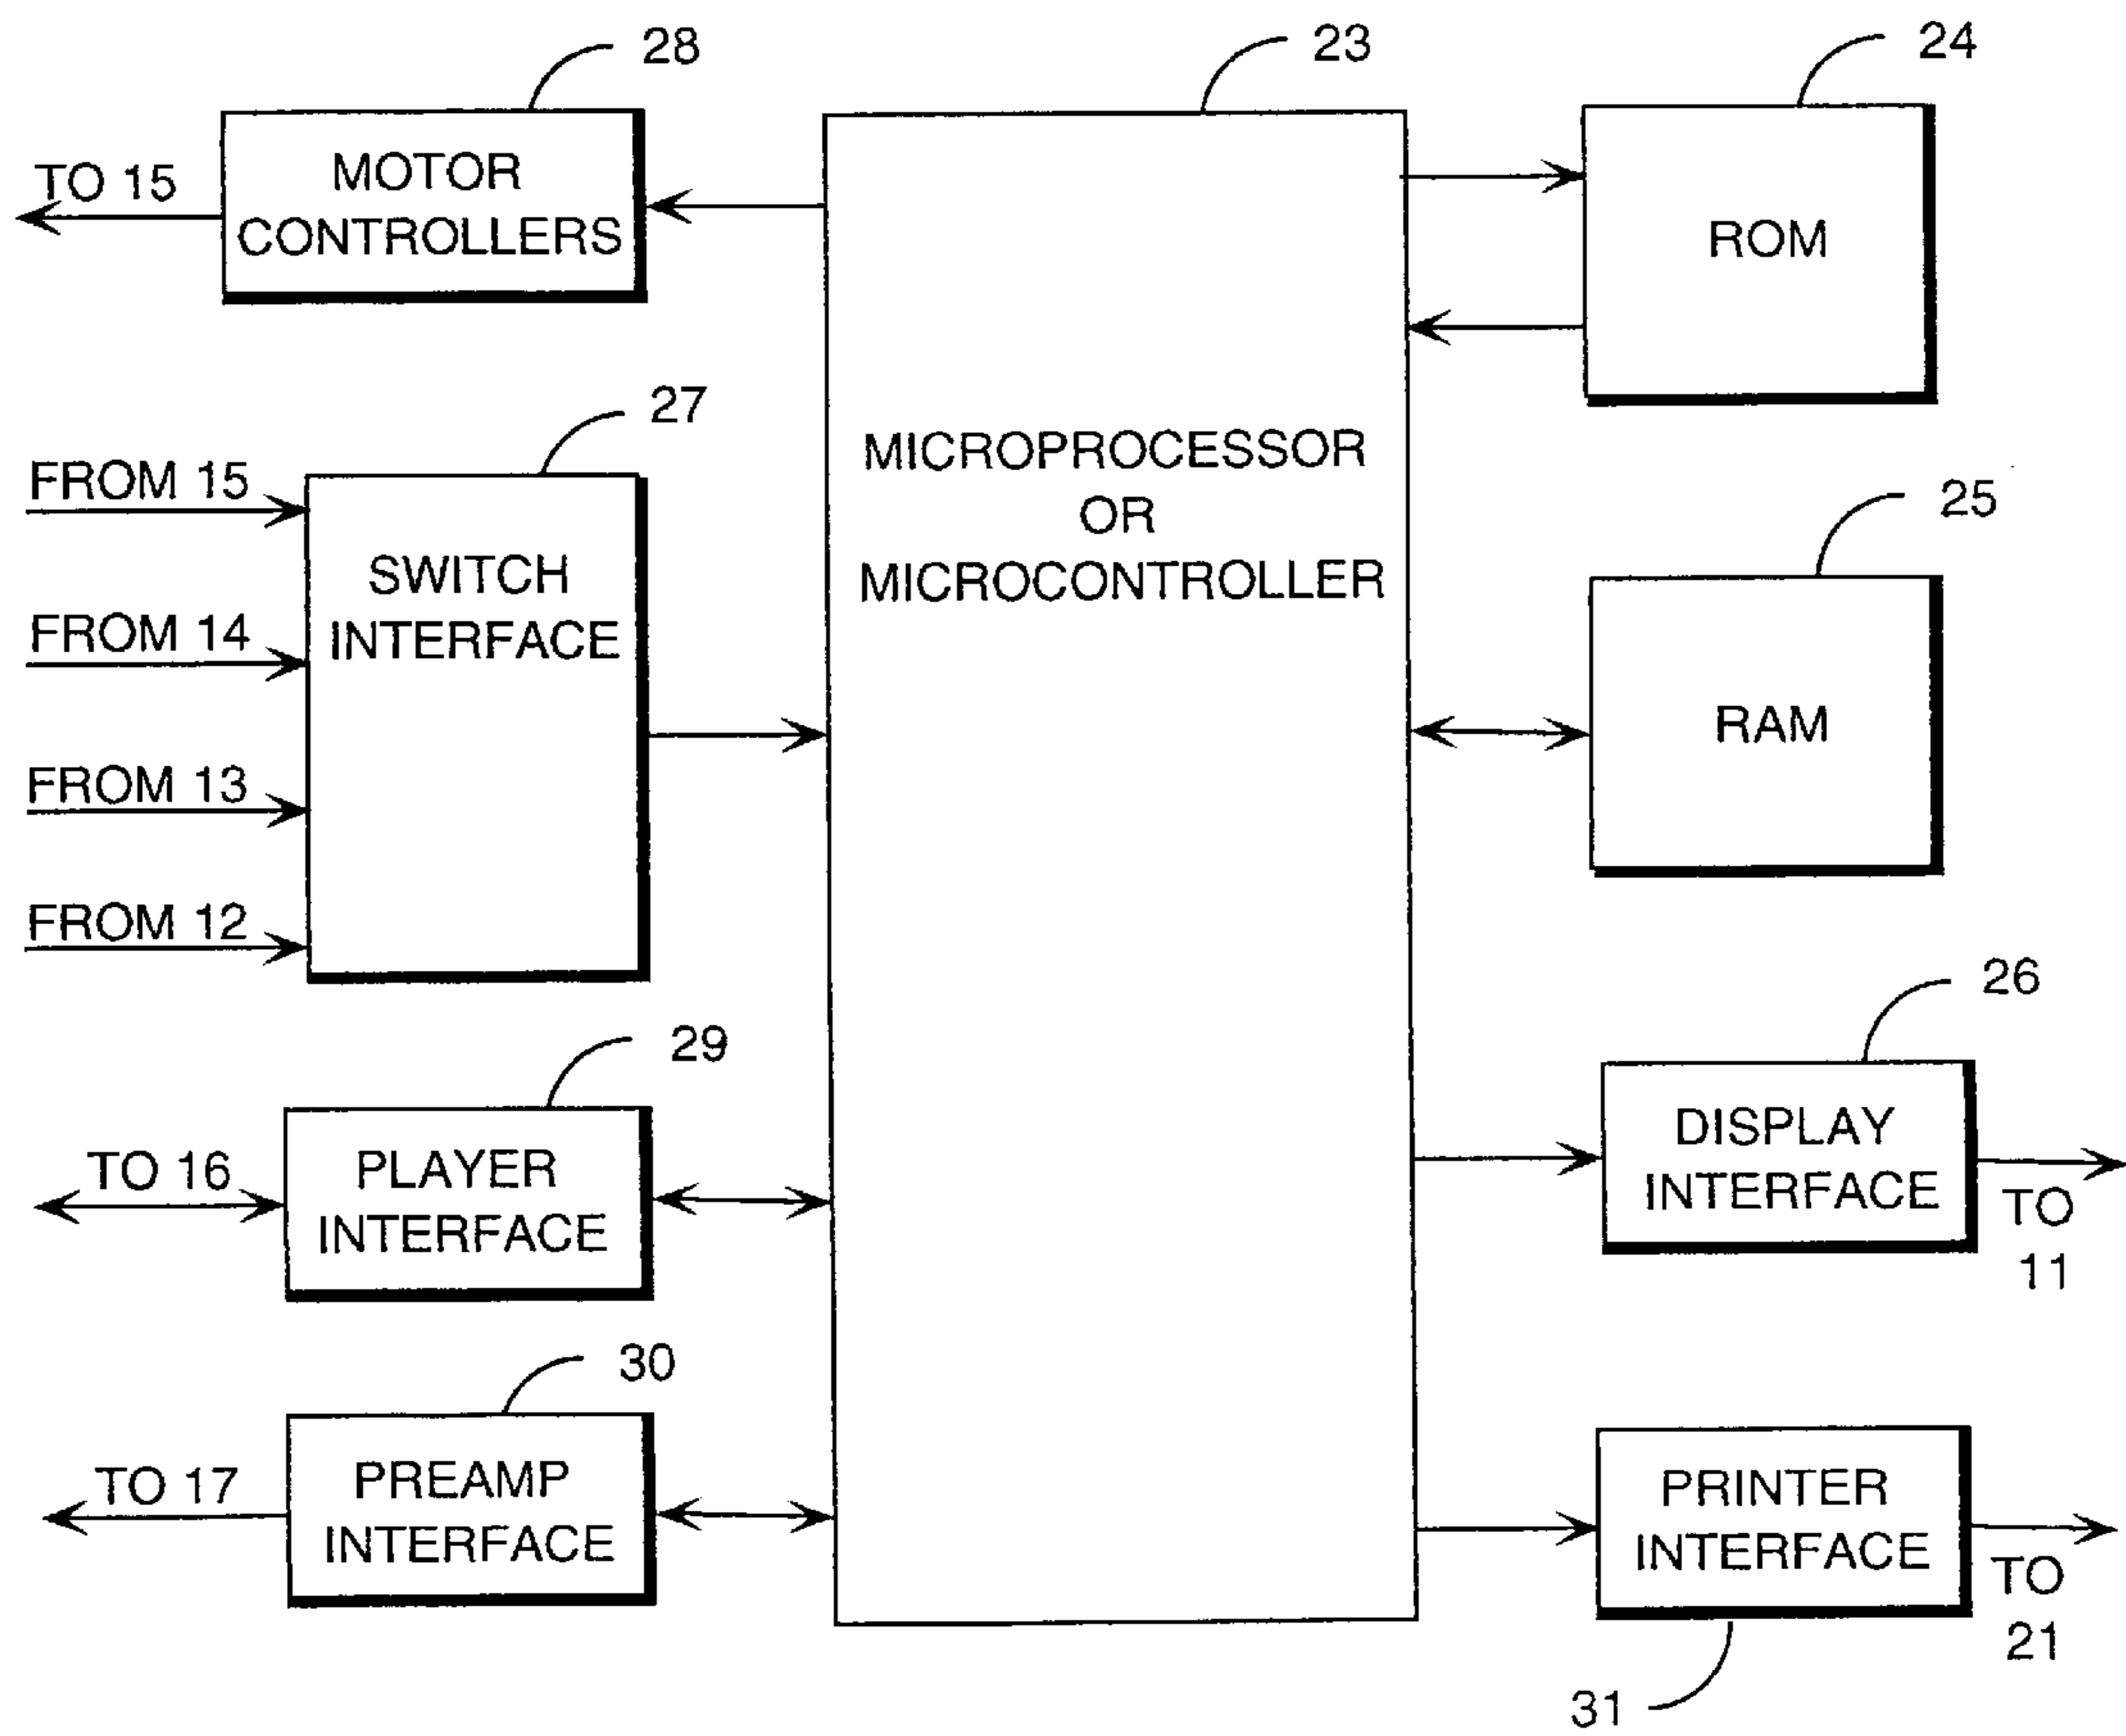 28
23
24
TO 15
MOTOR
CONTROLLERS
ROM
27
FROM 15
SWITCH
INTERFACE
FROM 14
FROM 13
FROM 12
MICROPROCESSOR
OR
MICROCONTROLLER
25
RAM
29
TO 16
PLAYER
INTERFACE
26
DISPLAY
INTERFACE
TO
11
30
TO 17
PREAMP
INTERFACE
PRINTER
INTERFACE
TO
21
31